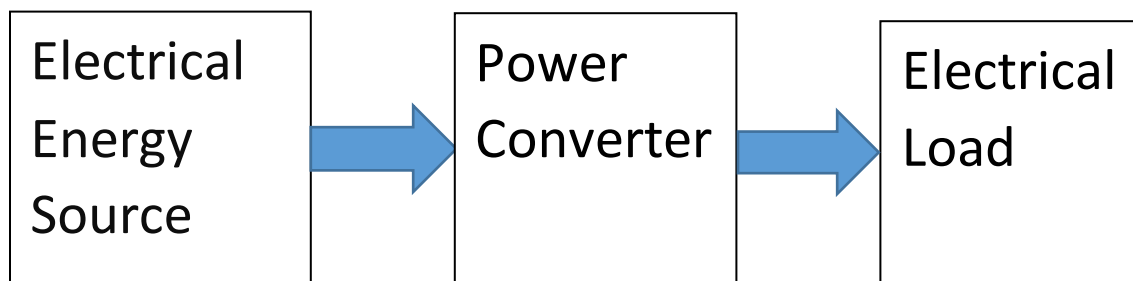 Electrical
Energy
Source
Power
Converter
Electrical
Load